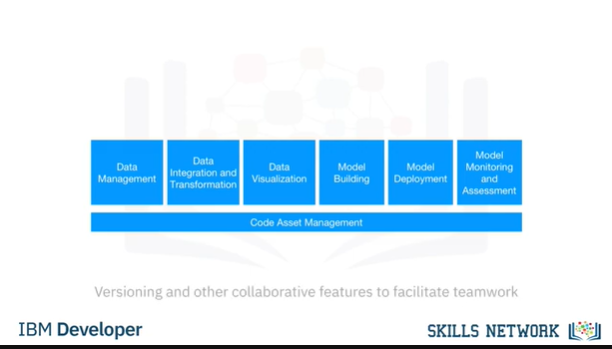 Data
Management
Data
Integration and
Transformation
Data
Visualization
Model
Building
Model
Deployment
Model
Monitoring
and
Assessment
Code Asset Management
Versioning and other collaborative features to facilitate teamwork
IBM Developer
SKILLS NETWORK